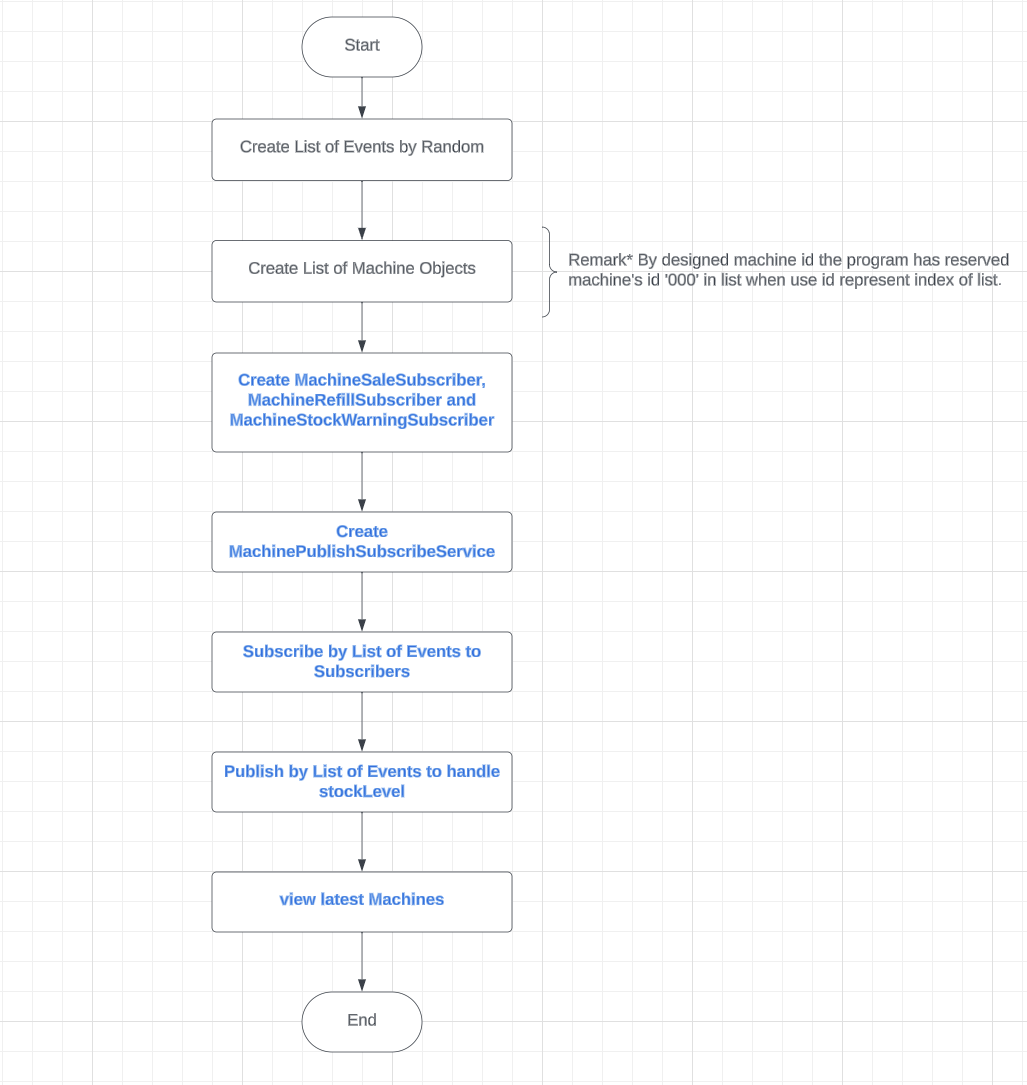 Start
Create List of Events by Random
Create List of Machine Objects
Remark* By designed machine id the program has reserved
machine's id '000' in list when use id represent index of list.
Create MachineSaleSubscriber,
MachineRefillSubscriber and
MachineStockWarningSubscriber
Create
MachinePublishSubscribeService
Subscribe by List of Events to
Subscribers
Publish by List of Events to handle
stockLevel
view latest Machines
End